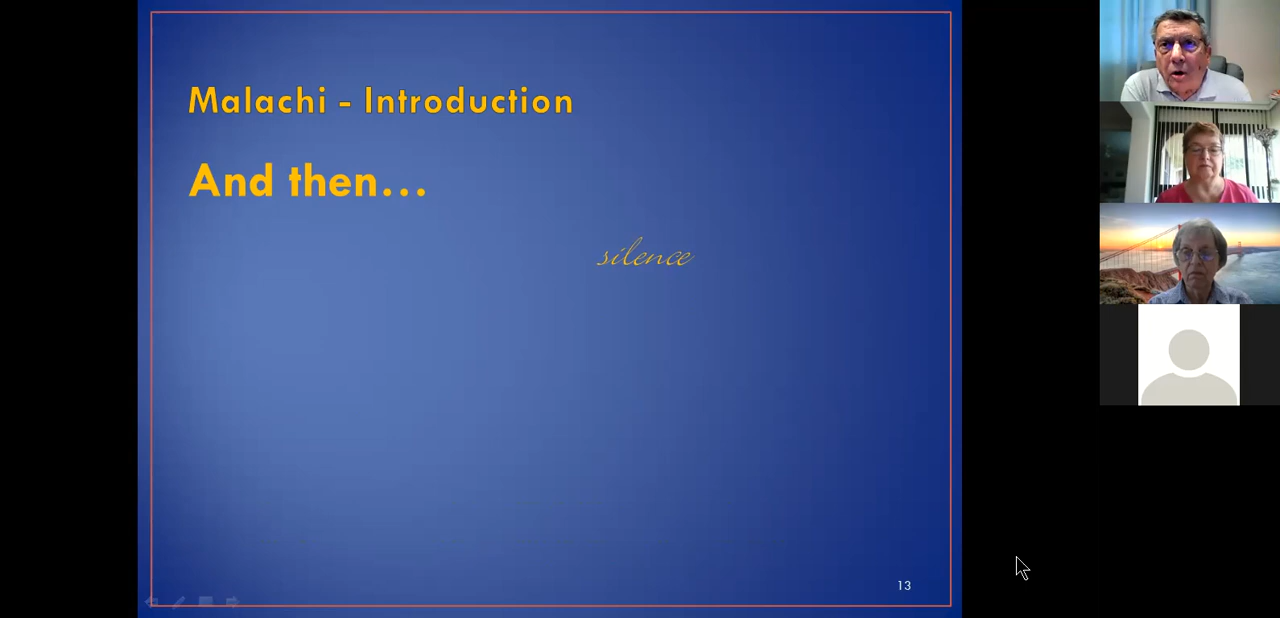 Malachi - Introduction
And then...
silence
13